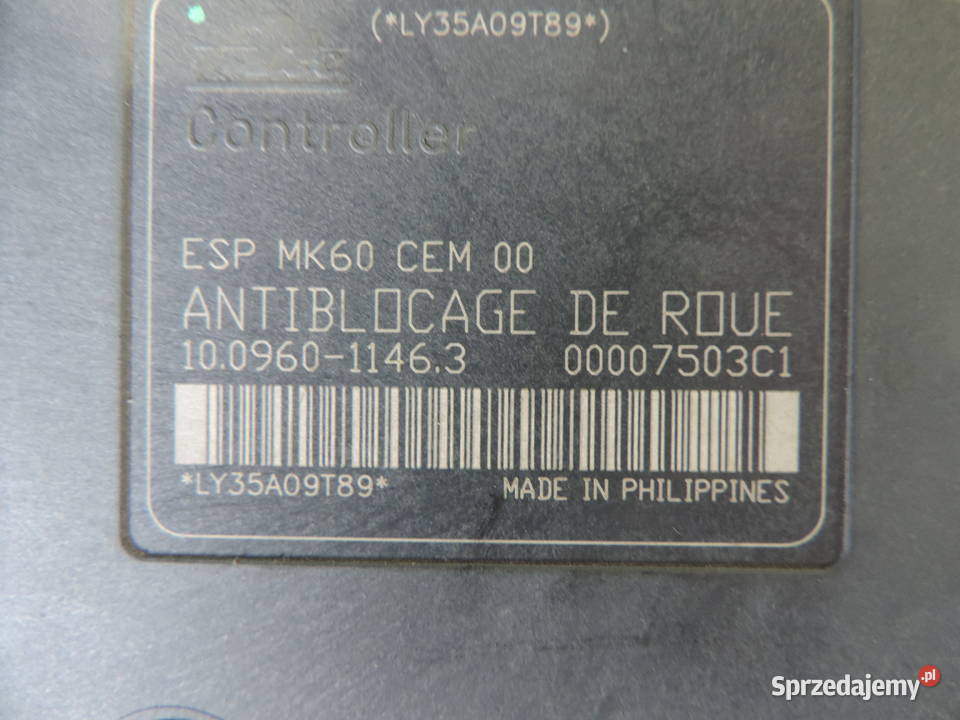 (*LY35A09T89*)
Controller
ESP MK60 CEM 00
ANTIBLOCAGE DE ROUE
10.0960-1146.3 00007503C1
*LY35A09T89* MADE IN PHILIPPINES
Sprzedajemy.pl